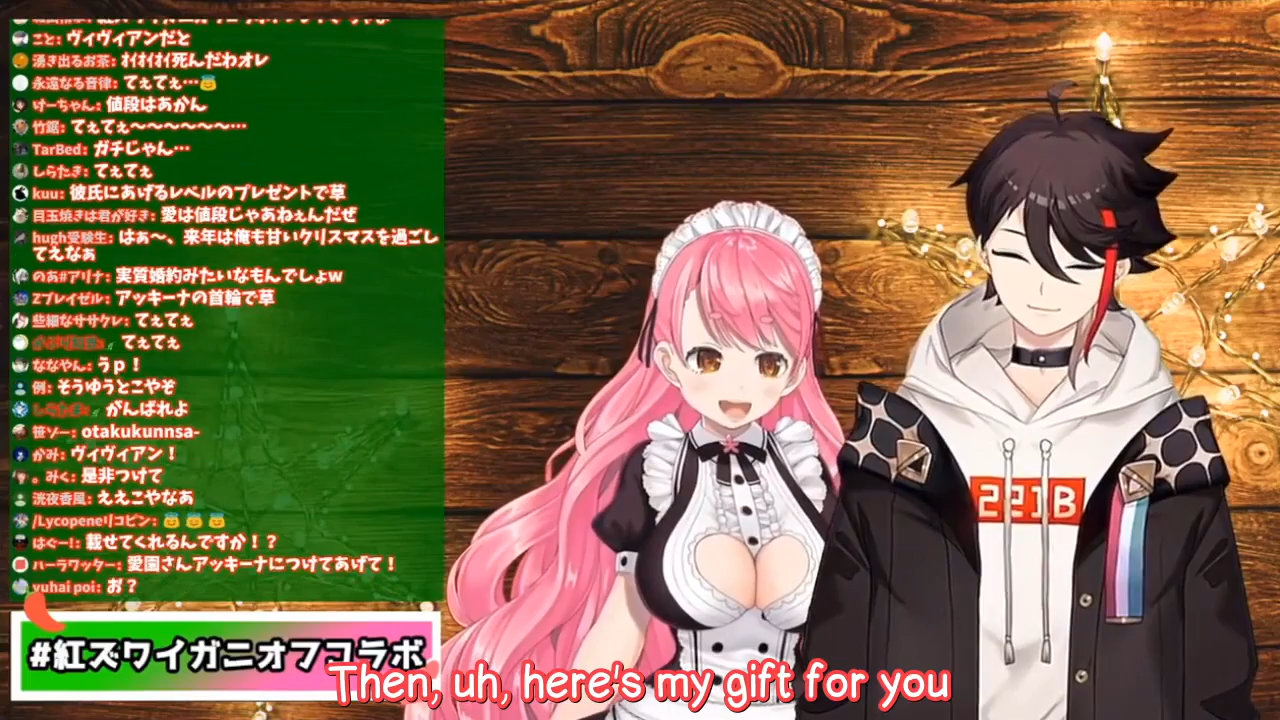 こと: ヴィヴィアンだと
湧き出るお茶: ｵｲｵｲｵｲ死んだわオレ
永遠なる音律: てぇてぇ…😇
けーちゃん: 値段はあかん
竹鋸: てぇてぇ～～～～～～…
TarBed: ガチじゃん…
しらたき: てぇてぇ
kuu: 彼氏にあげるレベルのプレゼントで草
目玉焼きは君が好き: 愛は値段じゃあねぇんだぜ
hugh受験生: はぁ～、来年は俺も甘いクリスマスを過ごし
てえなぁ
のあ#アリナ: 実質婚約みたいなもんでしょw
Zブレイゼル: アッキーナの首輪で草
些細なササクレ: てぇてぇ
てぇてぇ
ななやん: うｐ！
例: そうゆうとこやぞ
がんばれよ
笹ゾー: otakukunnsa-
かみ: ヴィヴィアン！
。みく: 是非つけて
洸夜香風: ええこやなあ
/Lycopene/リコピン: 😇 😇 😇
はぐー!: 載せてくれるんですか！？
ハーラワッター: 愛園さんアッキーナにつけてあげて！
yuhai poi: お？
#紅ズワイガニオフコラボ
221B
Then, uh, here's my gift for you